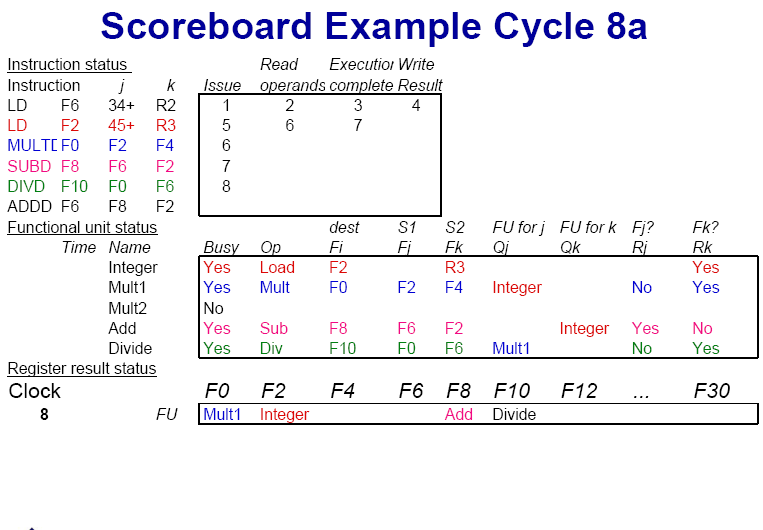 Scoreboard Example Cycle 8a
Instruction status Read Execution Write
Instruction j k Issue operands complete Result
LD F6 34+ R2 1 2 3 4
LD F2 45+ R3 5 6 7
MULTD F0 F2 F4 6
SUBD F8 F6 F2 7
DIVD F10 F0 F6 8
ADDD F6 F8 F2
Functional unit status dest S1 S2 FU for j FU for k Fj? Fk?
Time Name Busy Op Fi Fj Fk Qj Qk Rj Rk
Integer Yes Load F2 R3 Yes
Mult1 Yes Mult F0 F2 F4 Integer No Yes
Mult2 No
Add Yes Sub F8 F6 F2 Integer Yes No
Divide Yes Div F10 F0 F6 Mult1 No Yes
Register result status
Clock F0 F2 F4 F6 F8 F10 F12 ... F30
8 FU Mult1 Integer Add Divide